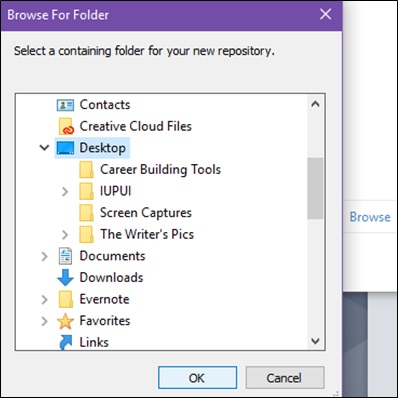 Browse For Folder
Select a containing folder for your new repository.
Contacts
Creative Cloud Files
Desktop
Career Building Tools
IUPUI
Screen Captures
The Writer's Pics
Browse
Documents
Downloads
Evernote
Favorites
Links
OK
Cancel